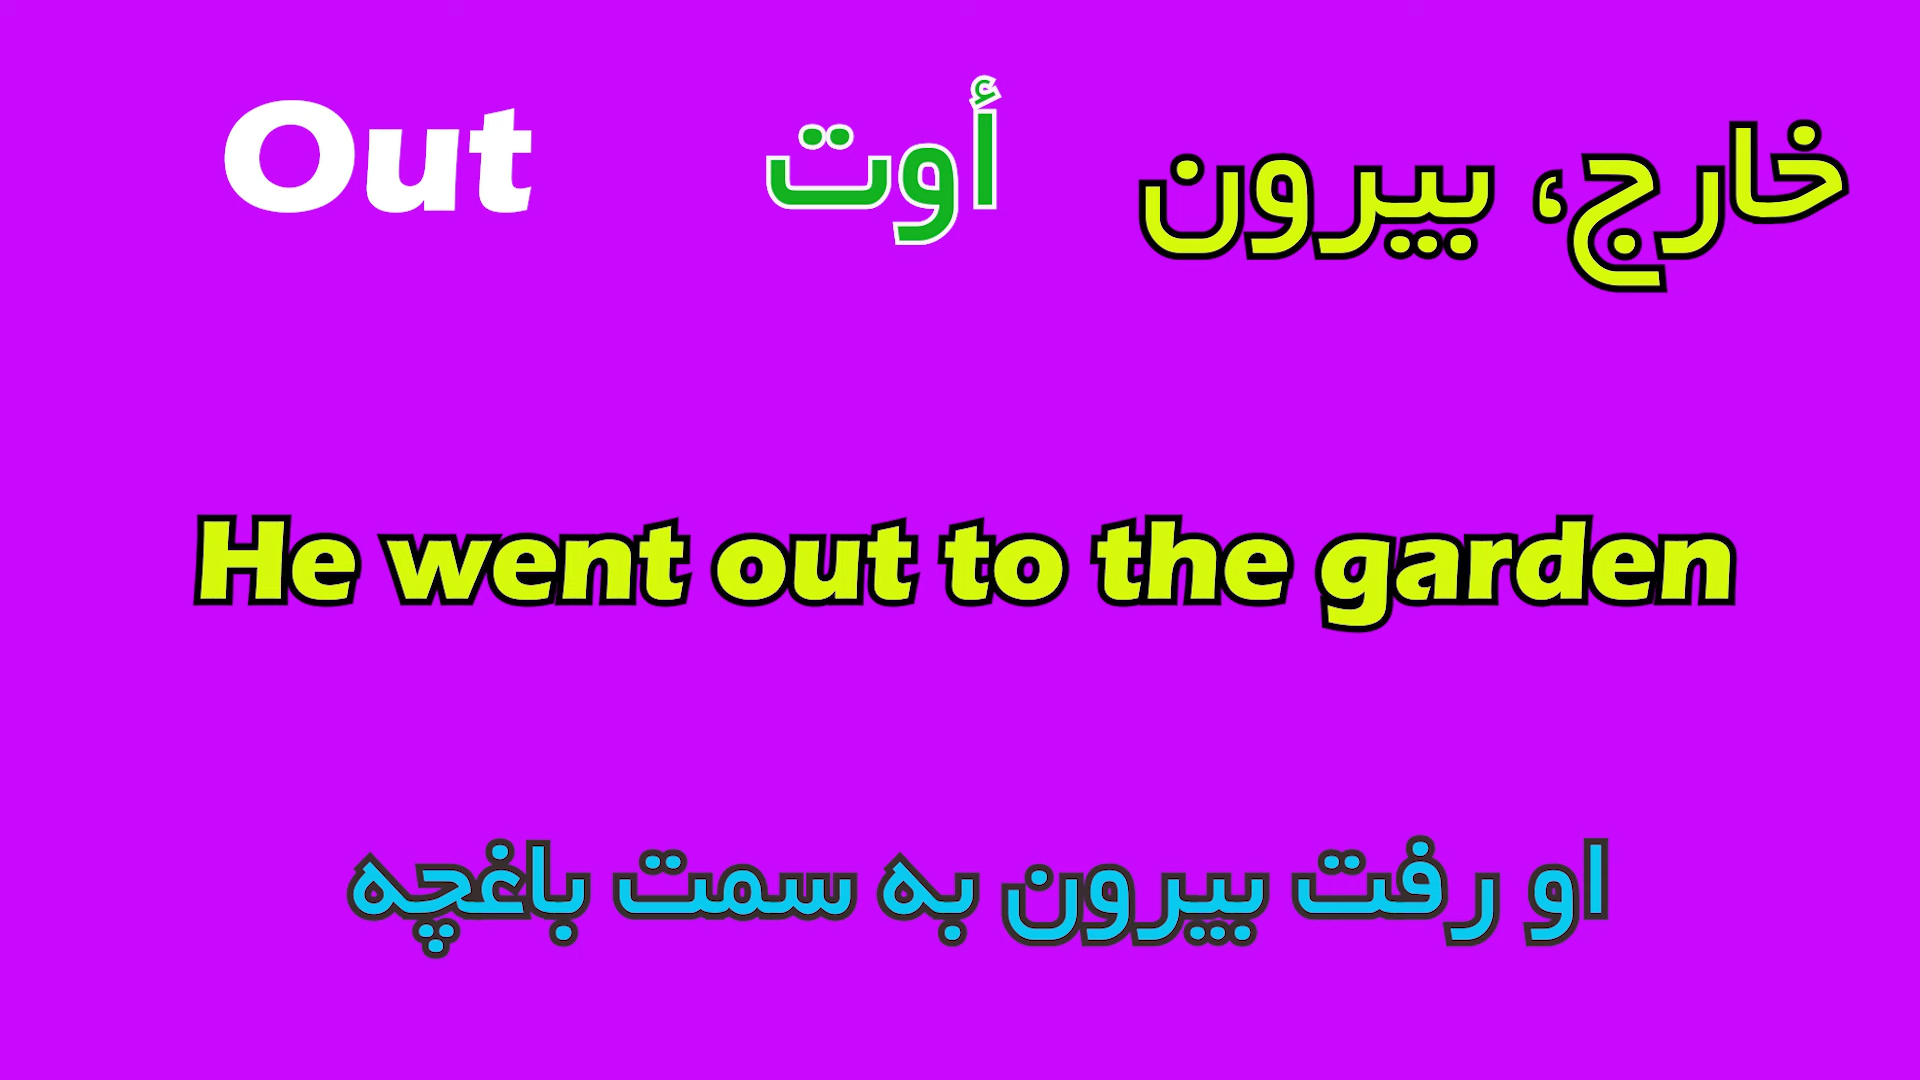 Out أوت خارج، بیرون
He went out to the garden
او رفت بیرون به سمت باغچه